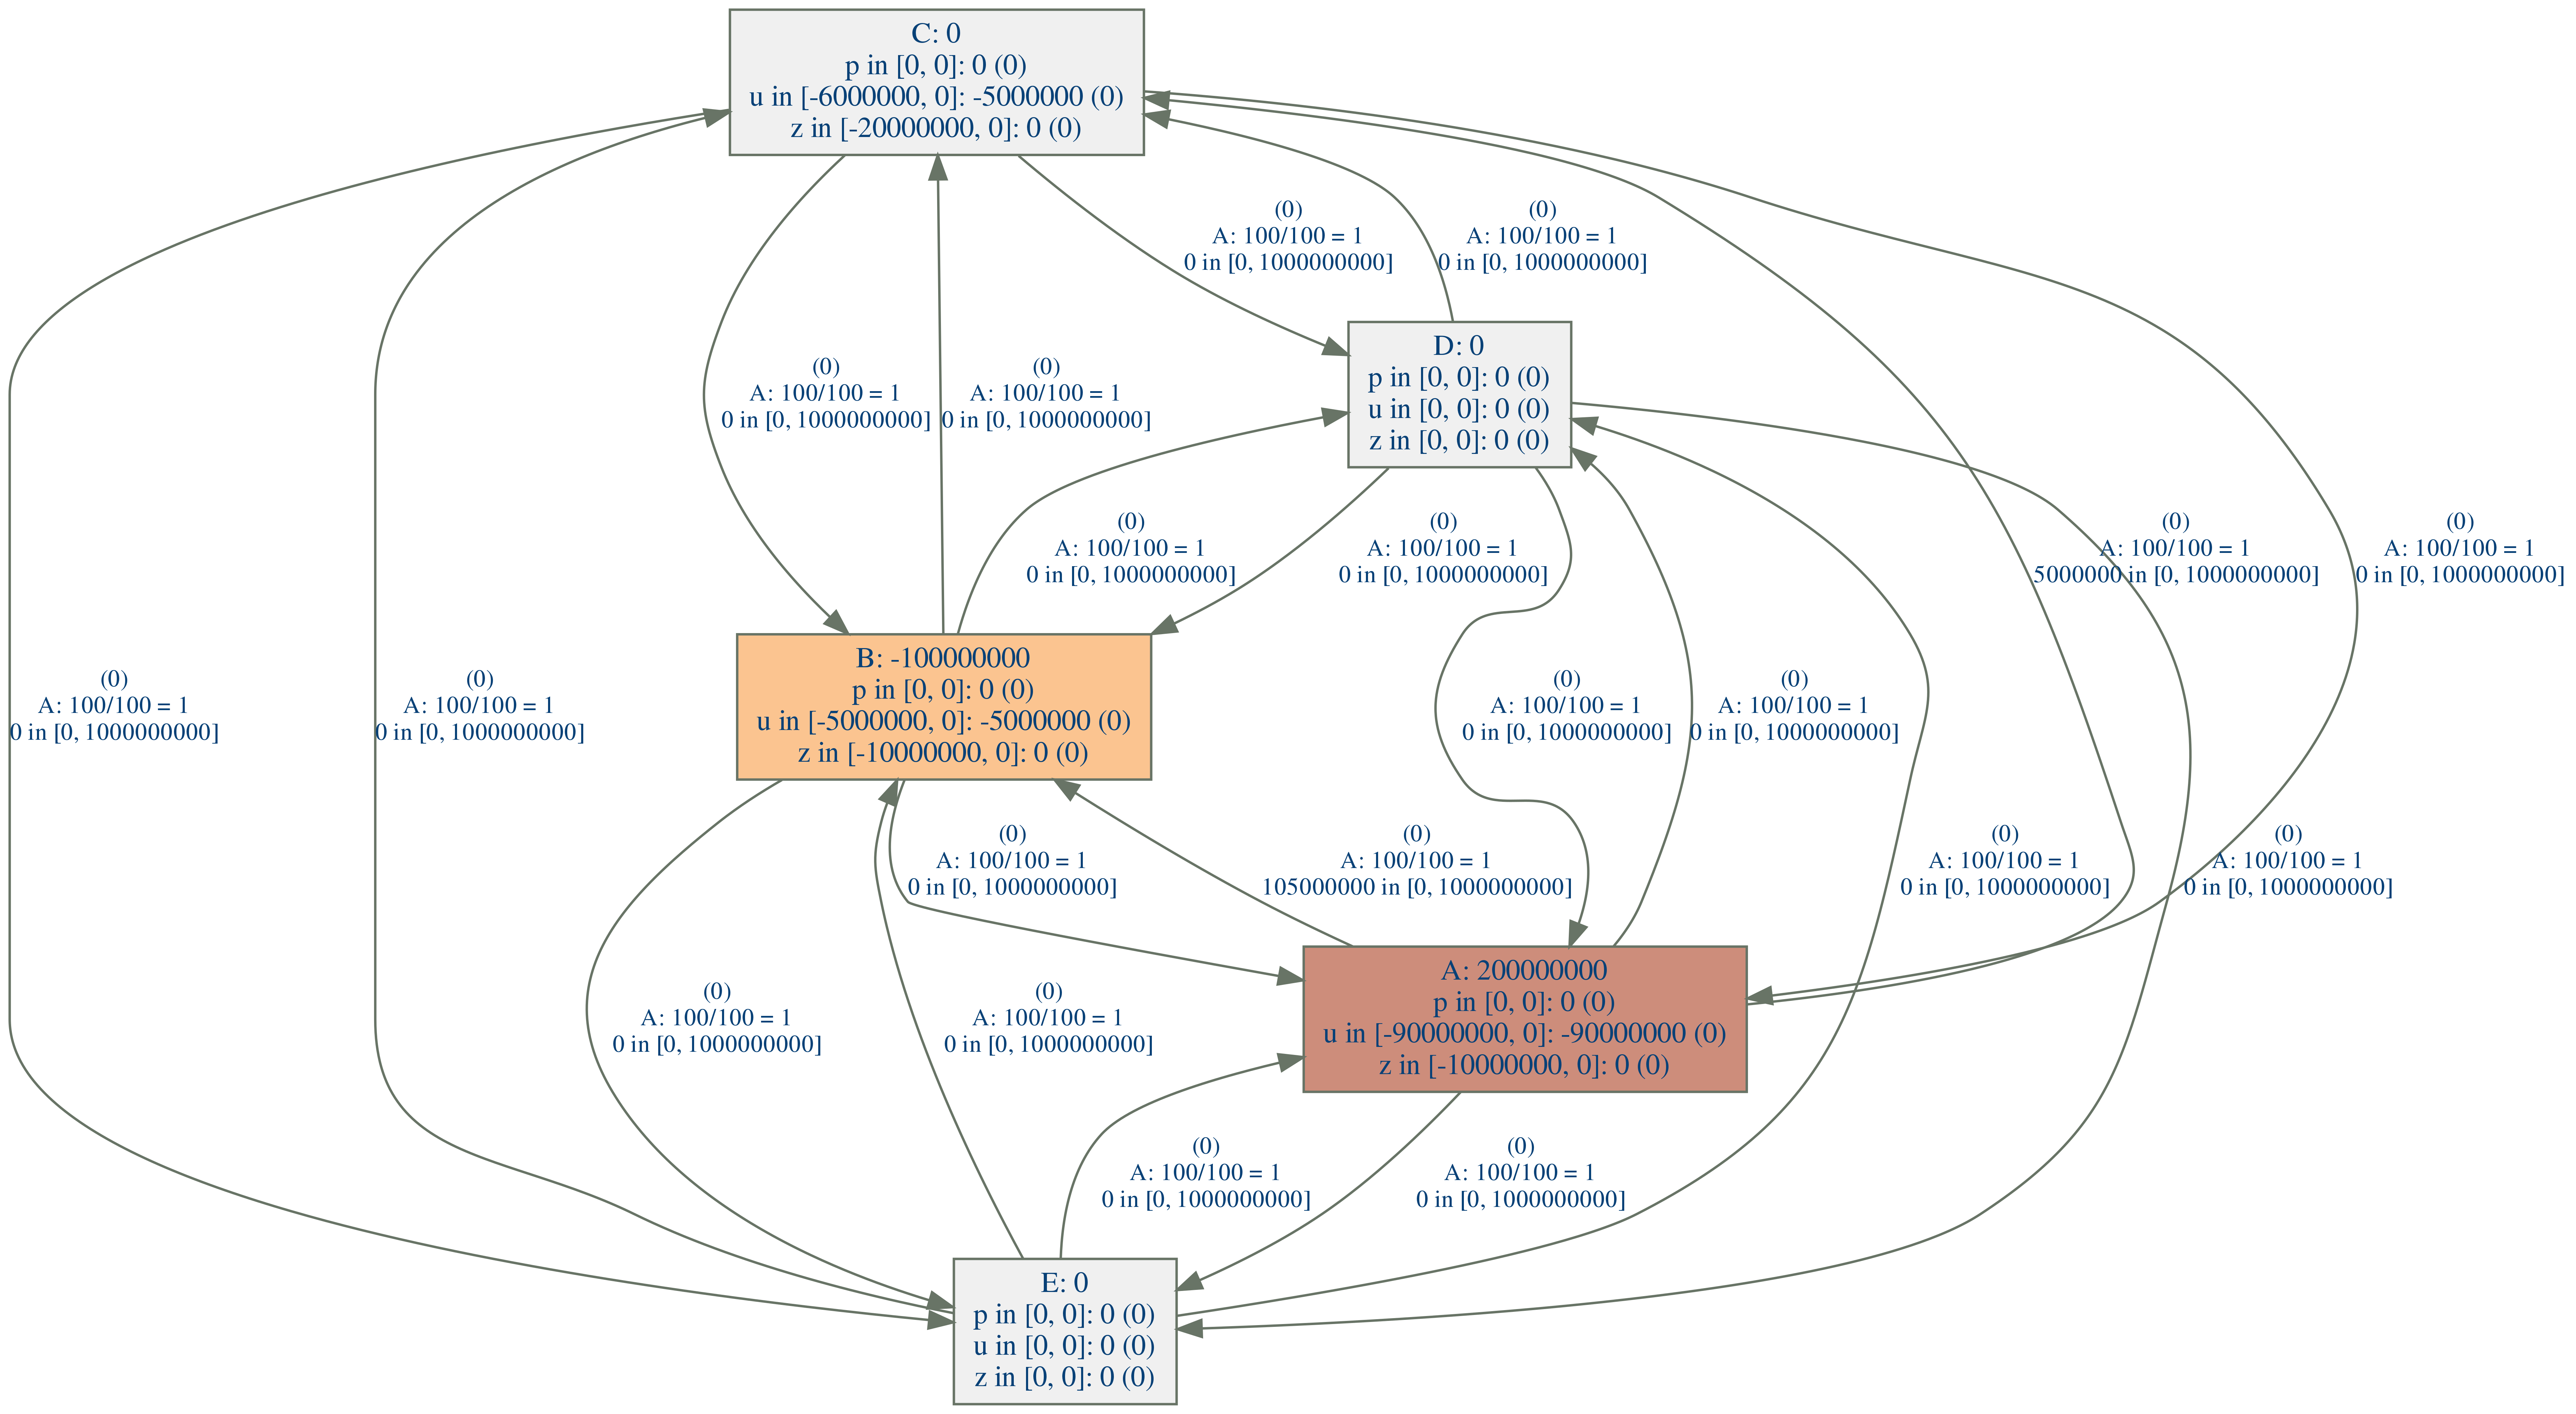 C: 0
p in [0, 0]: 0 (0)
u in [-6000000, 0]: -5000000 (0)
z in [-20000000, 0]: 0 (0)
(0)
A: 100/100 = 1
0 in [0, 1000000000]
(0)
A: 100/100 = 1
0 in [0, 1000000000]
D: 0
p in [0, 0]: 0 (0)
u in [0, 0]: 0 (0)
z in [0, 0]: 0 (0)
(0)
A: 100/100 = 1
0 in [0, 1000000000]
(0)
A: 100/100 = 1
0 in [0, 1000000000]
(0)
A: 100/100 = 1
0 in [0, 1000000000]
(0)
A: 100/100 = 1
0 in [0, 1000000000]
(0)
A: 100/100 = 1
5000000 in [0, 1000000000]
(0)
A: 100/100 = 1
0 in [0, 1000000000]
(0)
A: 100/100 = 1
0 in [0, 1000000000]
(0)
A: 100/100 = 1
0 in [0, 1000000000]
B: -100000000
p in [0, 0]: 0 (0)
u in [-5000000, 0]: -5000000 (0)
z in [-10000000, 0]: 0 (0)
(0)
A: 100/100 = 1
0 in [0, 1000000000]
(0)
A: 100/100 = 1
0 in [0, 1000000000]
(0)
A: 100/100 = 1
0 in [0, 1000000000]
(0)
A: 100/100 = 1
105000000 in [0, 1000000000]
(0)
A: 100/100 = 1
0 in [0, 1000000000]
(0)
A: 100/100 = 1
0 in [0, 1000000000]
(0)
A: 100/100 = 1
0 in [0, 1000000000]
(0)
A: 100/100 = 1
0 in [0, 1000000000]
A: 200000000
p in [0, 0]: 0 (0)
u in [-90000000, 0]: -90000000 (0)
z in [-10000000, 0]: 0 (0)
(0)
A: 100/100 = 1
0 in [0, 1000000000]
(0)
A: 100/100 = 1
0 in [0, 1000000000]
E: 0
p in [0, 0]: 0 (0)
u in [0, 0]: 0 (0)
z in [0, 0]: 0 (0)